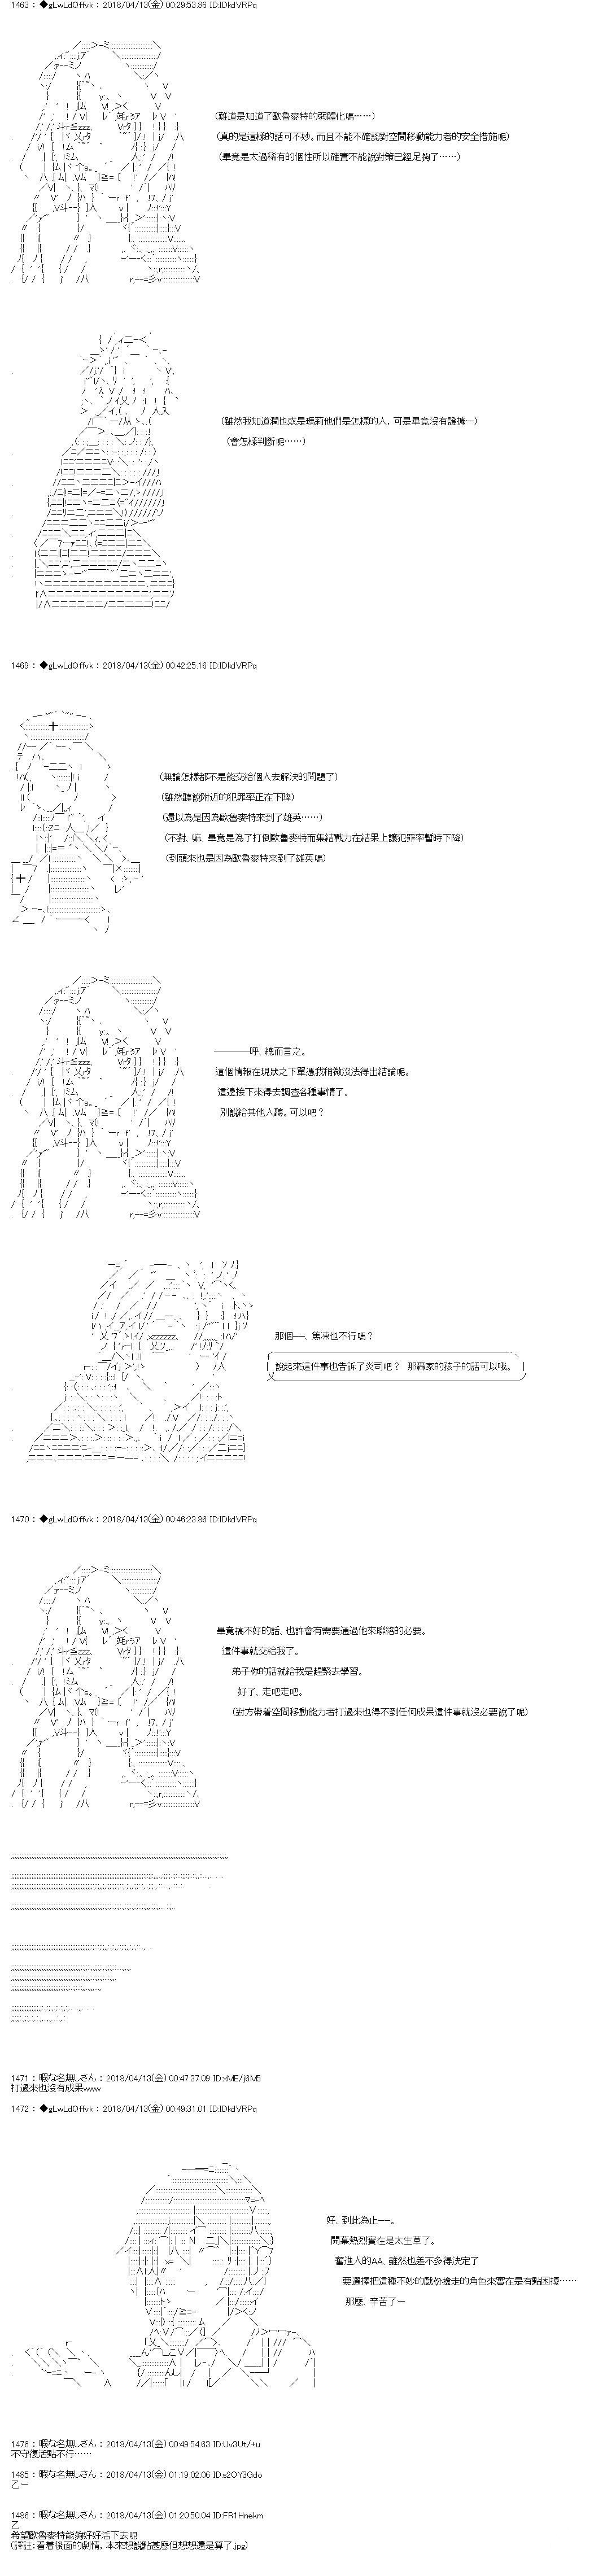 1463 : ◆gLwLdQffvk : 2018/04/13(金) 00:29:53.86 ID:IDkdVRPq
(難道是知道了歐魯麥特的弱體化嗎……)
(真的是這樣的話可不妙。而且不能不確認對空間移動能力者的安全措施呢)
(畢竟是太過稀有的個性所以確實不能說對策已經足夠了……)
(雖然我知道潤也或是瑪莉他們是怎樣的人，可是畢竟沒有證據ー)
(會怎樣判斷呢……)
1469 : ◆gLwLdQffvk : 2018/04/13(金) 00:42:25.16 ID:IDkdVRPq
(無論怎樣都不是能交給個人去解決的問題了)
(雖然聽說附近的犯罪率正在下降)
(還以為是因為歐魯麥特來到了雄英……)
(不對、嘛、畢竟是為了打倒歐魯麥特而集結戰力在結果上讓犯罪率暫時下降)
(到頭來也是因為歐魯麥特來到了雄英嗎)
————呼、總而言之。
這個情報在現狀之下單憑我稍微沒法得出結論呢。
這邊接下來得去調查各種事情了。
別說給其他人聽。可以吧？
那個ーー、焦凍也不行嗎？
說起來這件事也告訴了炎司吧？　那轟家的孩子的話可以哦。
1470 : ◆gLwLdQffvk : 2018/04/13(金) 00:46:23.86 ID:IDkdVRPq
畢竟搞不好的話、也許會有需要通過他來聯絡的必要。
這件事就交給我了。
弟子你的話就給我是趕緊去學習。
好了、走吧走吧。
(對方帶着空間移動能力者打過來也得不到任何成果這件事就沒必要說了呢)
1471 : 暇な名無しさん : 2018/04/13(金) 00:47:37.09 ID:xME/j6M5
打過來也沒有成果www
1472 : ◆gLwLdQffvk : 2018/04/13(金) 00:49:31.01 ID:IDkdVRPq
好、到此為止ーー。
開幕熱烈實在是太生草了。
奮進人的AA、雖然也差不多得決定了
要選擇把這種不妙的戲份搶走的角色來實在是有點困擾……
那麼、辛苦了ー
1476 : 暇な名無しさん : 2018/04/13(金) 00:49:54.63 ID:Uv3Ut/+u
不守復活點不行……
1485 : 暇な名無しさん : 2018/04/13(金) 01:19:02.06 ID:s2OY3Gdo
乙ー
1486 : 暇な名無しさん : 2018/04/13(金) 01:20:50.04 ID:FR1Hnekm
乙
希望歐魯麥特能夠好好活下去呢
(譯註:看着後面的劇情，本來想說點甚麼但想想還是算了.jpg)